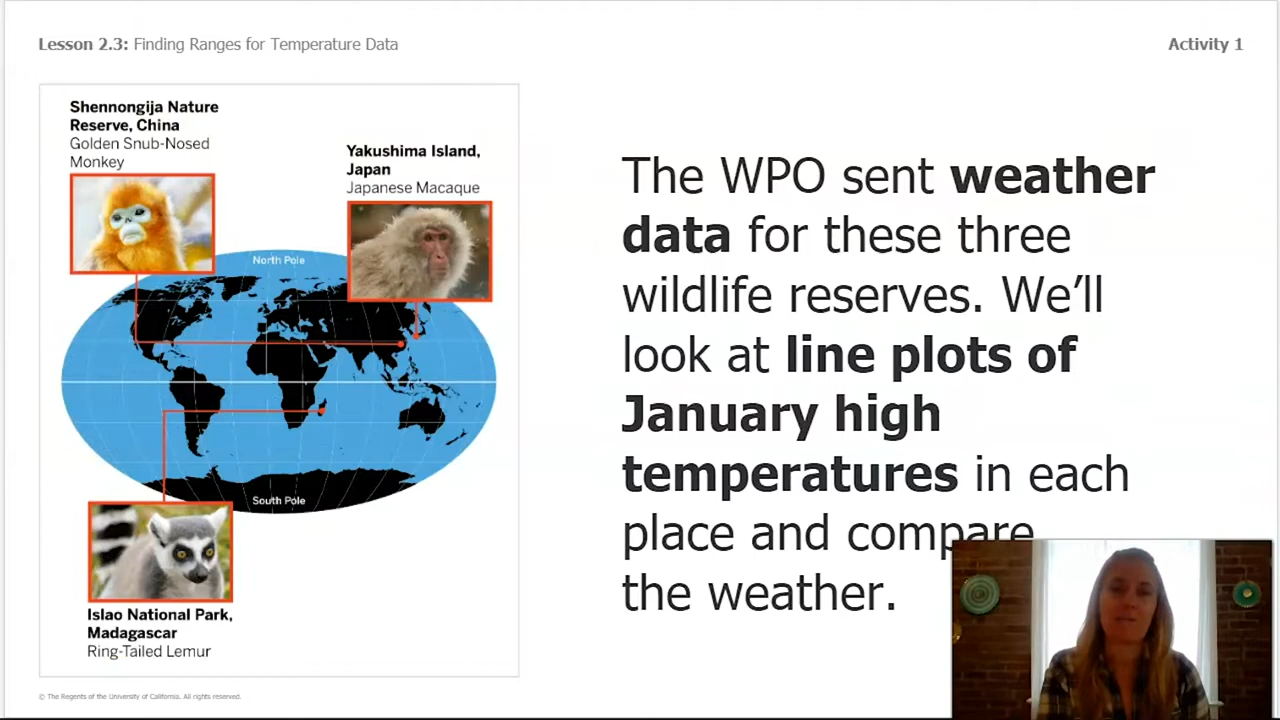 Lesson 2.3: Finding Ranges for Temperature Data
Activity 1
Shennongija Nature
Reserve, China
Golden Snub-Nosed
Monkey
Yakushima Island,
Japan
Japanese Macaque
North Pole
South Pole
Islao National Park,
Madagascar
Ring-Tailed Lemur
The WPO sent weather
data for these three
wildlife reserves. We’ll
look at line plots of
January high
temperatures in each
place and compare
the weather.
© The Regents of the University of California. All rights reserved.